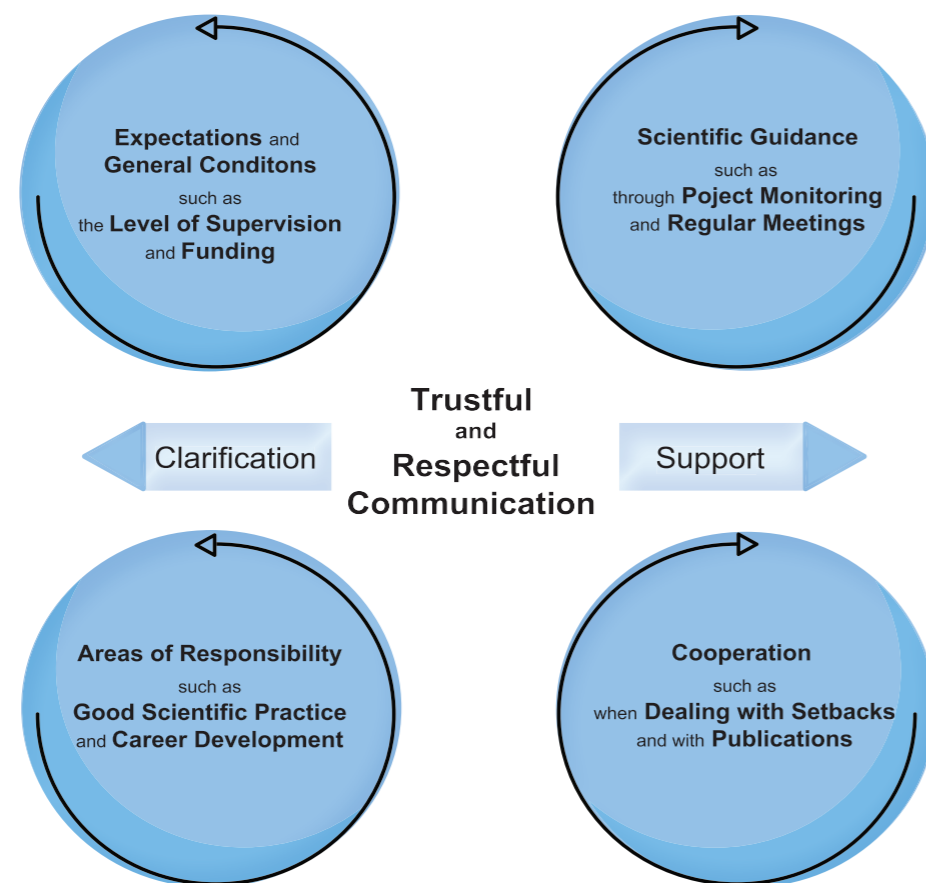 Expectations and
General Conditons
such as
the Level of Supervision
and Funding
Scientific Guidance
such as
through Poject Monitoring
and Regular Meetings
Clarification
Trustful
and
Respectful
Communication
Support
Areas of Responsibility
such as
Good Scientific Practice
and Career Development
Cooperation
such as
when Dealing with Setbacks
and with Publications